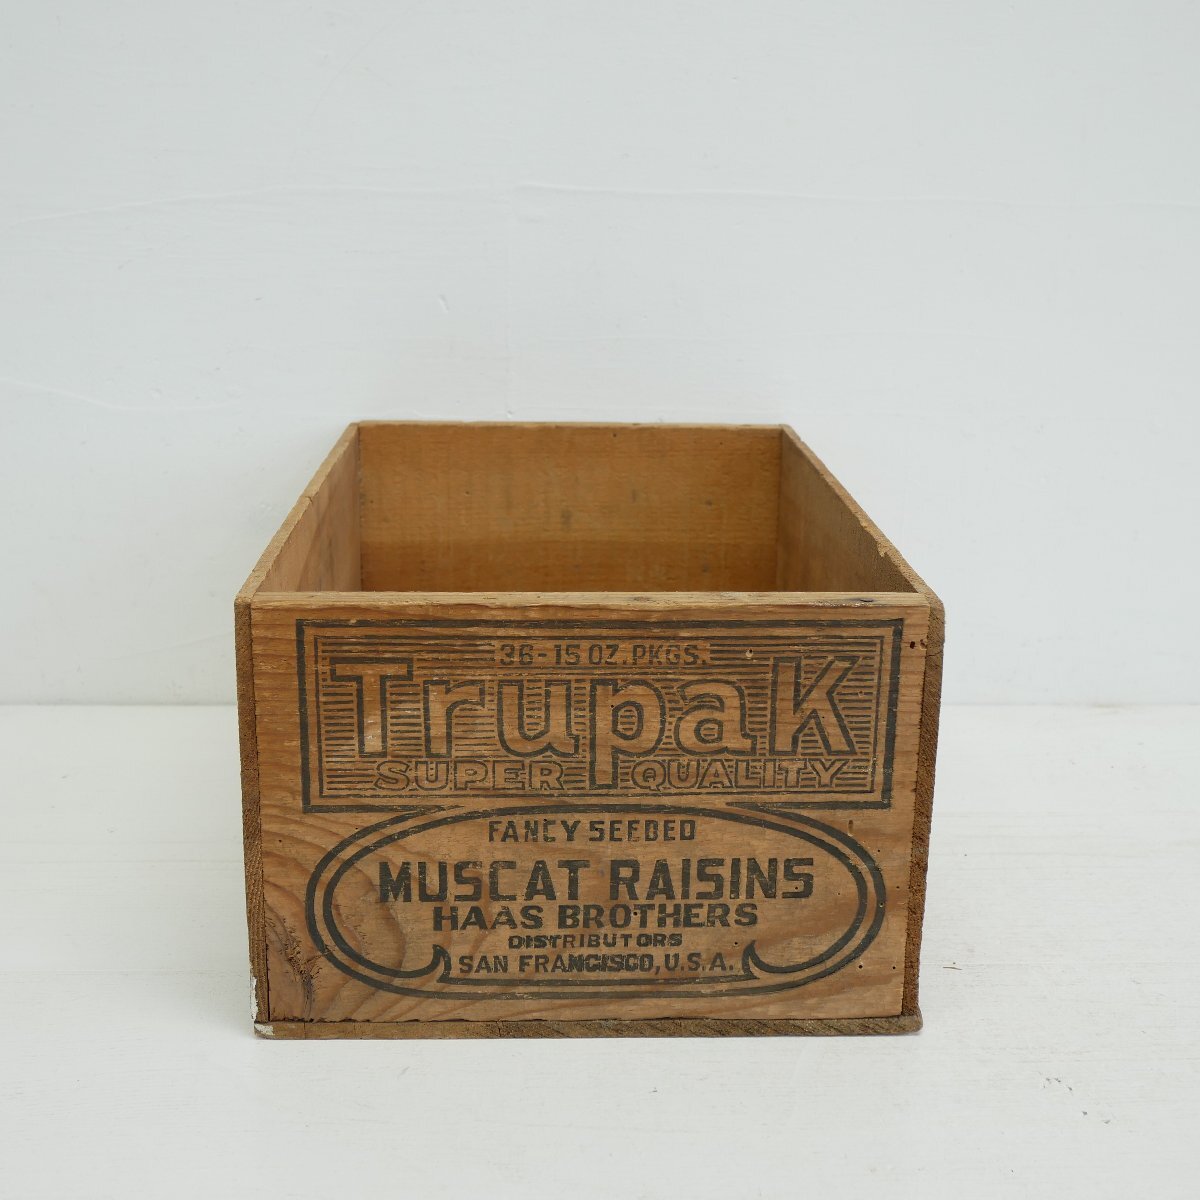 36-15 OZ. PKGS.
Trupak
SUPER QUALITY
FANCY SEEDED
MUSCAT RAISINS
HAAS BROTHERS
DISTRIBUTORS
SAN FRANCISCO, U.S.A.